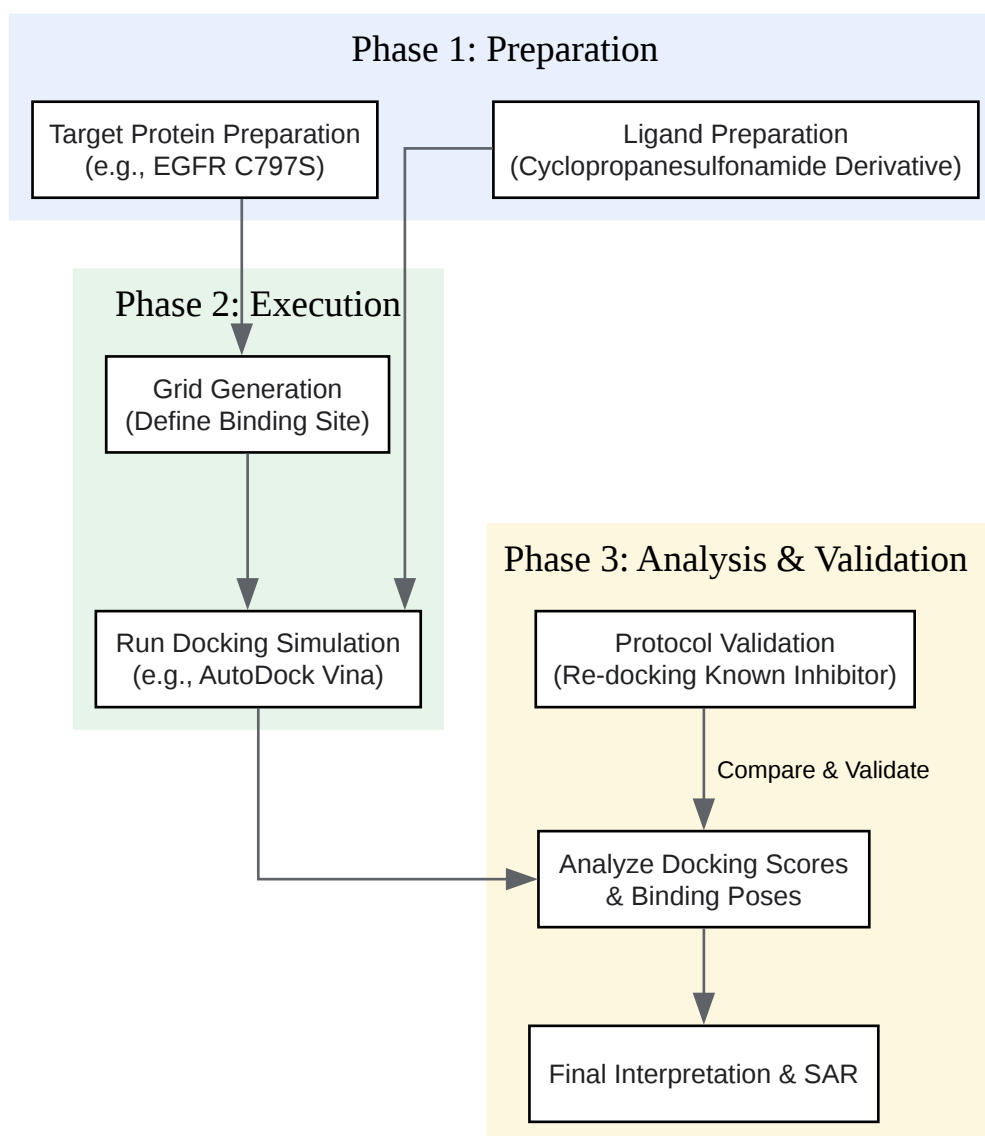 Phase 1: Preparation
Target Protein Preparation
(e.g., EGFR C797S)
Ligand Preparation
(Cyclopropanesulfonamide Derivative)
Phase 2: Execution
Grid Generation
(Define Binding Site)
Run Docking Simulation
(e.g., AutoDock Vina)
Phase 3: Analysis & Validation
Protocol Validation
(Re-docking Known Inhibitor)
Compare & Validate
Analyze Docking Scores
& Binding Poses
Final Interpretation & SAR